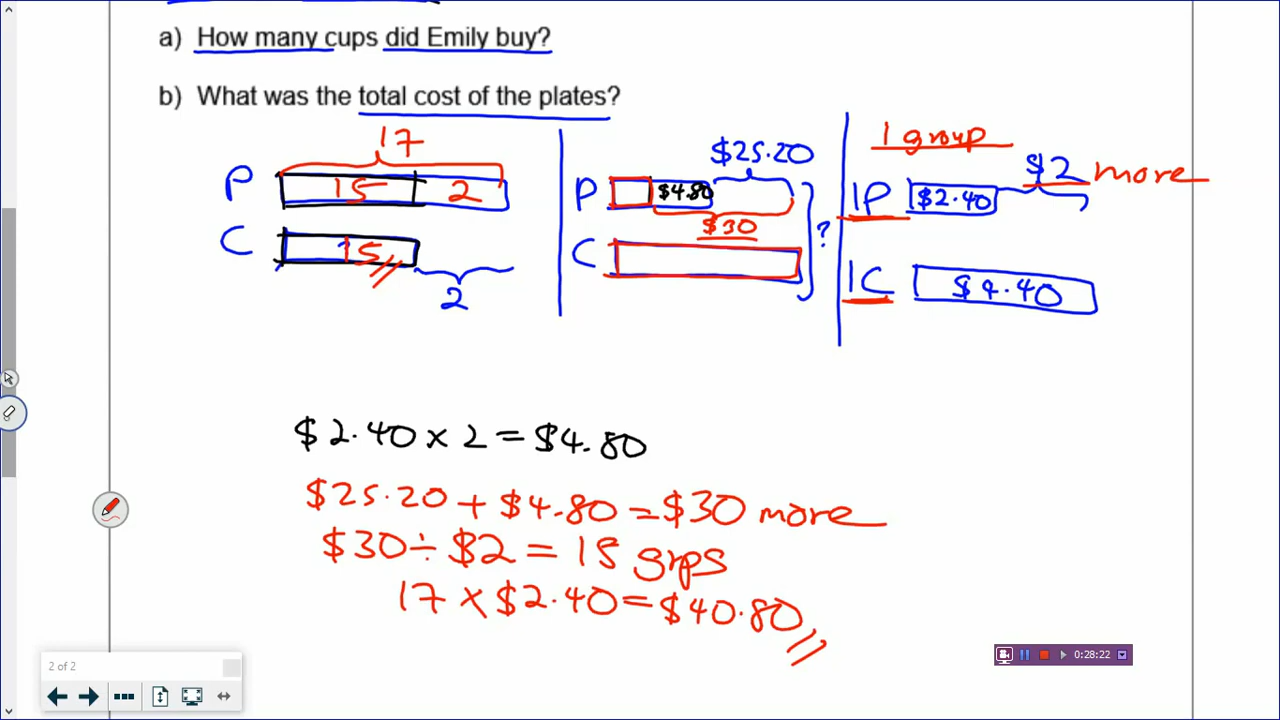 a) How many cups did Emily buy?
b) What was the total cost of the plates?
17
P 15 2
C 15
2
$25.20
P $4.80
$30
C
?
1 group
$2 more
1P $2.40
1C $4.40
$2.40 x 2 = $4.80
$25.20 + $4.80 = $30 more
$30 ÷ $2 = 15 grps
17 x $2.40 = $40.80
2 of 2
0:28:22